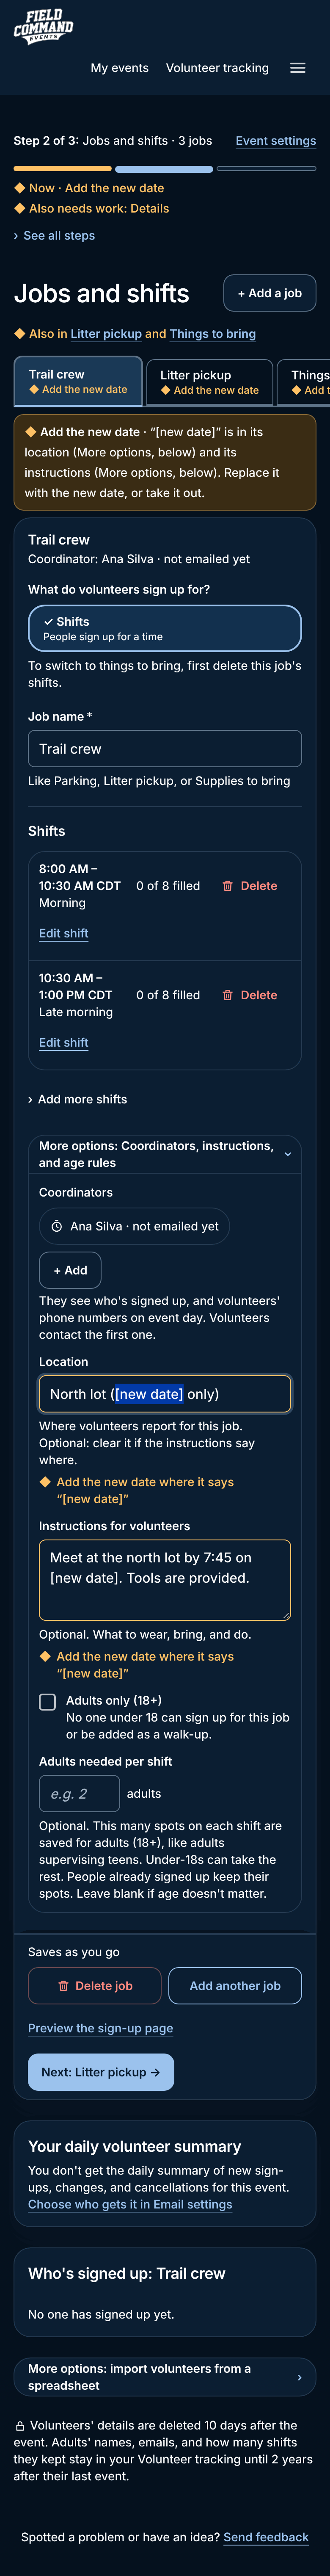 FIELD
COMMAND
EVENTS
My events Volunteer tracking
Step 2 of 3: Jobs and shifts · 3 jobs Event settings
◆ Now · Add the new date
◆ Also needs work: Details
› See all steps
Jobs and shifts + Add a job
◆ Also in Litter pickup and Things to bring
Trail crew
◆ Add the new date
Litter pickup
◆ Add the new date
Things
◆ Add t
◆ Add the new date · “[new date]” is in its
location (More options, below) and its
instructions (More options, below). Replace it
with the new date, or take it out.
Trail crew
Coordinator: Ana Silva · not emailed yet
What do volunteers sign up for?
✓ Shifts
People sign up for a time
To switch to things to bring, first delete this job's
shifts.
Job name *
Trail crew
Like Parking, Litter pickup, or Supplies to bring
Shifts
8:00 AM –
10:30 AM CDT 0 of 8 filled Delete
Morning
Edit shift
10:30 AM –
1:00 PM CDT 0 of 8 filled Delete
Late morning
Edit shift
› Add more shifts
More options: Coordinators, instructions,
and age rules
Coordinators
Ana Silva · not emailed yet
+ Add
They see who's signed up, and volunteers'
phone numbers on event day. Volunteers
contact the first one.
Location
North lot ([new date] only)
Where volunteers report for this job.
Optional: clear it if the instructions say
where.
◆ Add the new date where it says
“[new date]”
Instructions for volunteers
Meet at the north lot by 7:45 on
[new date]. Tools are provided.
Optional. What to wear, bring, and do.
◆ Add the new date where it says
“[new date]”
Adults only (18+)
No one under 18 can sign up for this job
or be added as a walk-up.
Adults needed per shift
e.g. 2 adults
Optional. This many spots on each shift are
saved for adults (18+), like adults
supervising teens. Under-18s can take the
rest. People already signed up keep their
spots. Leave blank if age doesn't matter.
Saves as you go
Delete job Add another job
Preview the sign-up page
Next: Litter pickup →
Your daily volunteer summary
You don't get the daily summary of new sign-
ups, changes, and cancellations for this event.
Choose who gets it in Email settings
Who's signed up: Trail crew
No one has signed up yet.
More options: import volunteers from a
spreadsheet ›
Volunteers' details are deleted 10 days after the
event. Adults' names, emails, and how many shifts
they kept stay in your Volunteer tracking until 2 years
after their last event.
Spotted a problem or have an idea? Send feedback